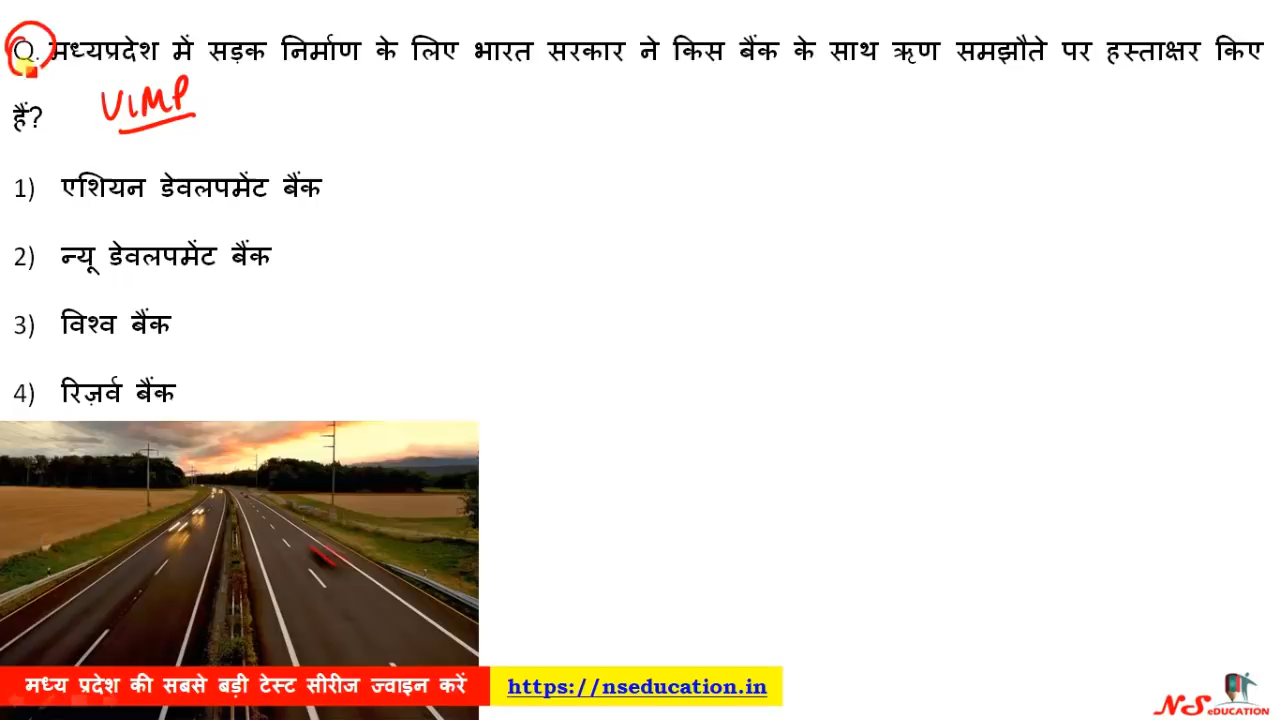 Q. मध्यप्रदेश में सड़क निर्माण के लिए भारत सरकार ने किस बैंक के साथ ऋण समझौते पर हस्ताक्षर किए
हैं?
VIMP
1) एशियन डेवलपमेंट बैंक
2) न्यू डेवलपमेंट बैंक
3) विश्व बैंक
4) रिज़र्व बैंक
मध्य प्रदेश की सबसे बड़ी टेस्ट सीरीज ज्वाइन करें
https://nseducation.in
NS eDUCATION